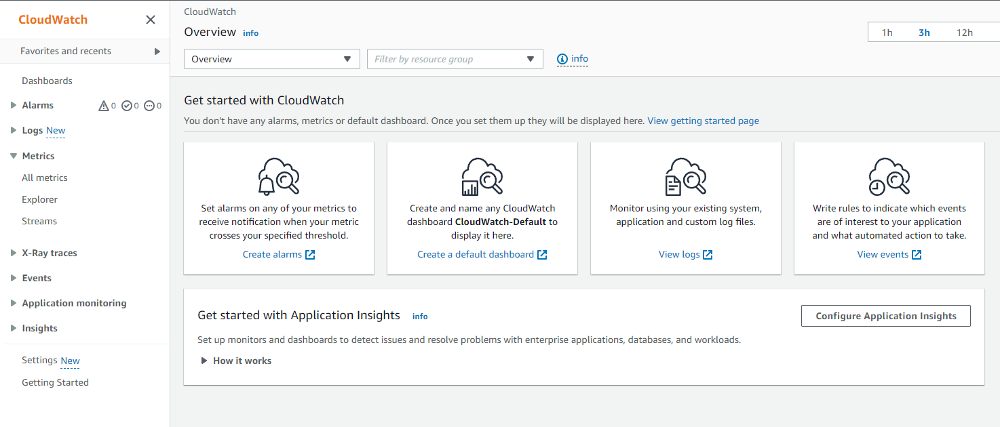 CloudWatch
Favorites and recents
Dashboards
Alarms 0 0 0
Logs New
Metrics
All metrics
Explorer
Streams
X-Ray traces
Events
Application monitoring
Insights
Settings New
Getting Started
CloudWatch
Overview info
1h 3h 12h
Overview Filter by resource group info
Get started with CloudWatch
You don't have any alarms, metrics or default dashboard. Once you set them up they will be displayed here. View getting started page
Set alarms on any of your metrics to
receive notification when your metric
crosses your specified threshold.
Create alarms
Create and name any CloudWatch
dashboard CloudWatch-Default to
display it here.
Create a default dashboard
Monitor using your existing system,
application and custom log files.
View logs
Write rules to indicate which events
are of interest to your application
and what automated action to take.
View events
Get started with Application Insights info
Configure Application Insights
Set up monitors and dashboards to detect issues and resolve problems with enterprise applications, databases, and workloads.
How it works